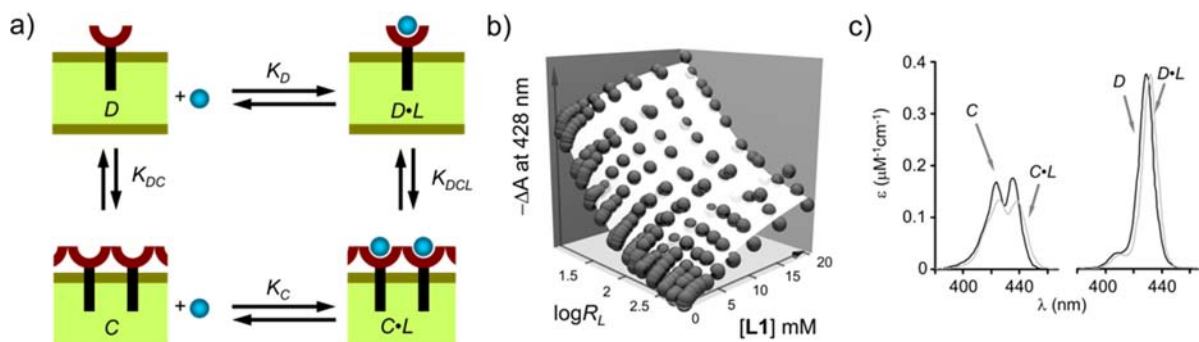 a)
K_D
D
+
D•L
K_DC
K_DCL
K_C
C
+
C•L
b)
−ΔA at 428 nm
1.5
2
2.5
logR_L
0
5
10
15
20
[L1] mM
c)
0.4
0.3
0.2
0.1
0
ε (μM⁻¹cm⁻¹)
C
C•L
D
D•L
400
440
400
440
λ (nm)